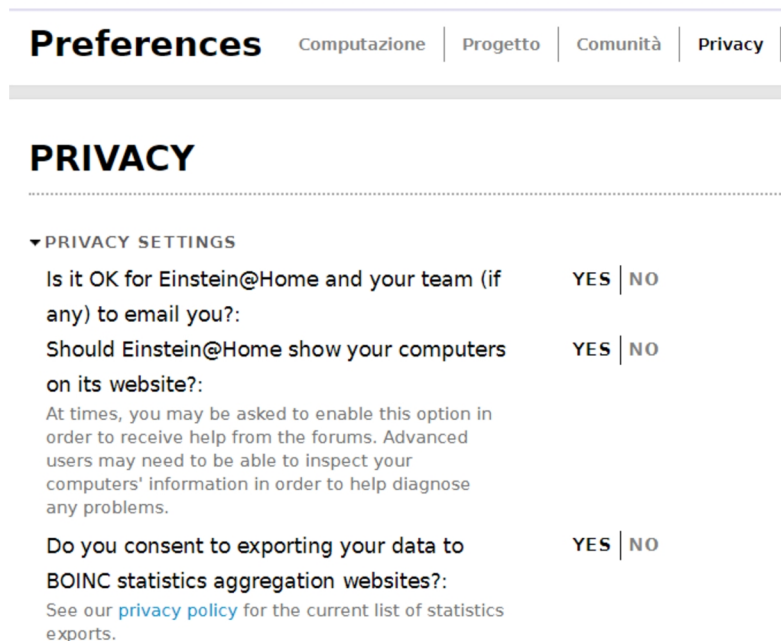 Preferences Computazione Progetto Comunità Privacy
PRIVACY
PRIVACY SETTINGS
Is it OK for Einstein@Home and your team (if YES NO
any) to email you?:
Should Einstein@Home show your computers YES NO
on its website?:
At times, you may be asked to enable this option in
order to receive help from the forums. Advanced
users may need to be able to inspect your
computers' information in order to help diagnose
any problems.
Do you consent to exporting your data to YES NO
BOINC statistics aggregation websites?:
See our privacy policy for the current list of statistics
exports.